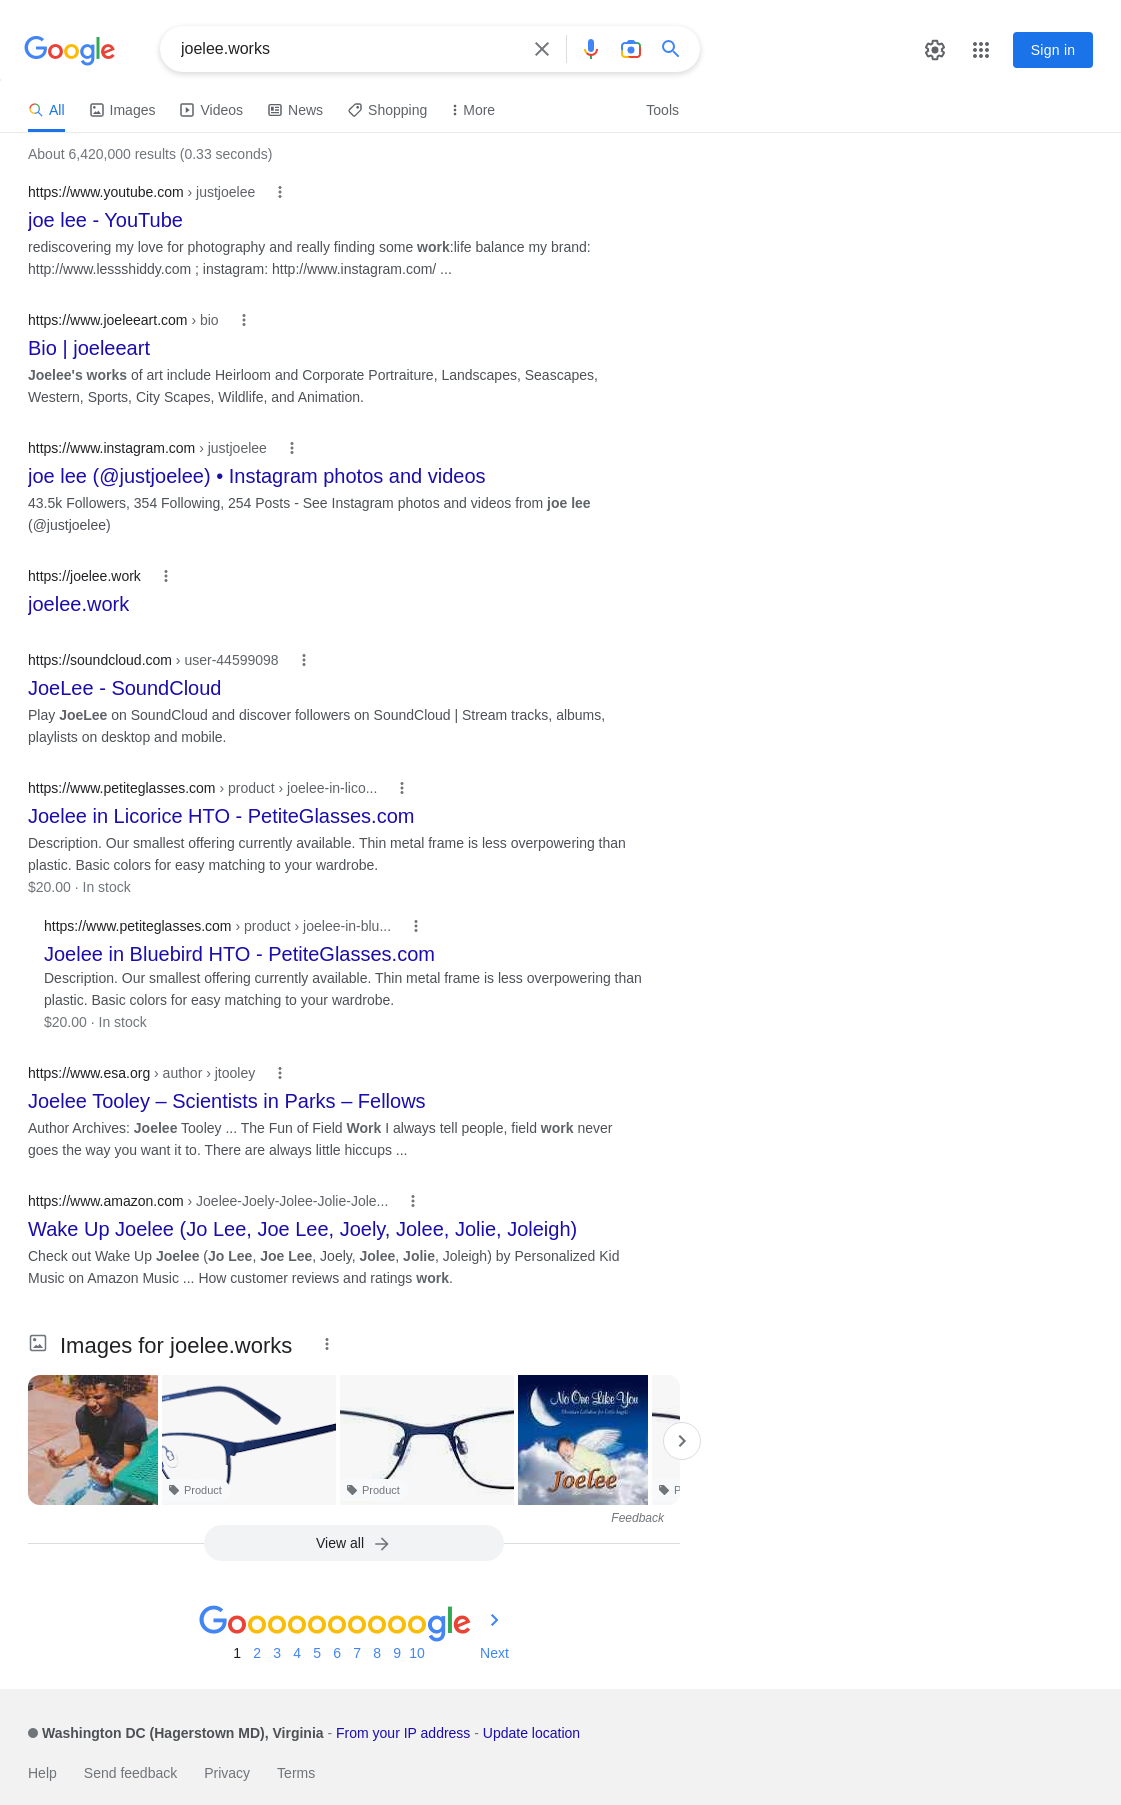 Google
joelee.works
Sign in
All Images Videos News Shopping More Tools
About 6,420,000 results (0.33 seconds)
https://www.youtube.com › justjoelee
joe lee - YouTube
rediscovering my love for photography and really finding some work:life balance my brand:
http://www.lessshiddy.com ; instagram: http://www.instagram.com/ ...
https://www.joeleeart.com › bio
Bio | joeleeart
Joelee's works of art include Heirloom and Corporate Portraiture, Landscapes, Seascapes,
Western, Sports, City Scapes, Wildlife, and Animation.
https://www.instagram.com › justjoelee
joe lee (@justjoelee) • Instagram photos and videos
43.5k Followers, 354 Following, 254 Posts - See Instagram photos and videos from joe lee
(@justjoelee)
https://joelee.work
joelee.work
https://soundcloud.com › user-44599098
JoeLee - SoundCloud
Play JoeLee on SoundCloud and discover followers on SoundCloud | Stream tracks, albums,
playlists on desktop and mobile.
https://www.petiteglasses.com › product › joelee-in-lico...
Joelee in Licorice HTO - PetiteGlasses.com
Description. Our smallest offering currently available. Thin metal frame is less overpowering than
plastic. Basic colors for easy matching to your wardrobe.
$20.00 · In stock
https://www.petiteglasses.com › product › joelee-in-blu...
Joelee in Bluebird HTO - PetiteGlasses.com
Description. Our smallest offering currently available. Thin metal frame is less overpowering than
plastic. Basic colors for easy matching to your wardrobe.
$20.00 · In stock
https://www.esa.org › author › jtooley
Joelee Tooley – Scientists in Parks – Fellows
Author Archives: Joelee Tooley ... The Fun of Field Work I always tell people, field work never
goes the way you want it to. There are always little hiccups ...
https://www.amazon.com › Joelee-Joely-Jolee-Jolie-Jole...
Wake Up Joelee (Jo Lee, Joe Lee, Joely, Jolee, Jolie, Joleigh)
Check out Wake Up Joelee (Jo Lee, Joe Lee, Joely, Jolee, Jolie, Joleigh) by Personalized Kid
Music on Amazon Music ... How customer reviews and ratings work.
Images for joelee.works
No One Like You
Joelee
Product Product P
Feedback
View all
Goooooooooogle
1 2 3 4 5 6 7 8 9 10 Next
Washington DC (Hagerstown MD), Virginia - From your IP address - Update location
Help Send feedback Privacy Terms